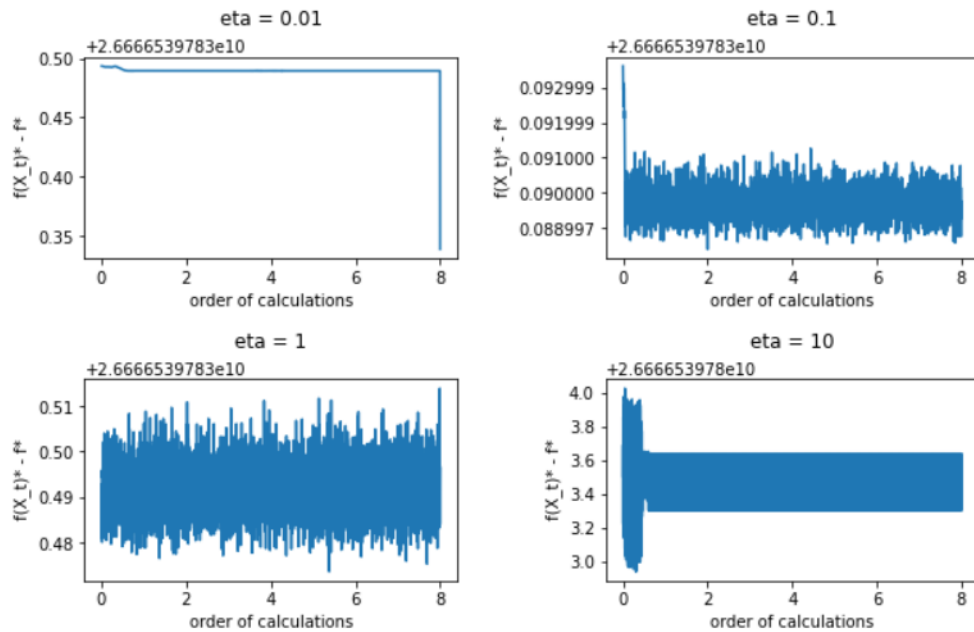 eta = 0.01
+2.6666539783e10
0.50
0.45
0.40
0.35
f(X_t)* - f*
0 2 4 6 8
order of calculations
eta = 0.1
+2.6666539783e10
0.092999
0.091999
0.091000
0.090000
0.088997
f(X_t)* - f*
0 2 4 6 8
order of calculations
eta = 1
+2.6666539783e10
0.51
0.50
0.49
0.48
f(X_t)* - f*
0 2 4 6 8
order of calculations
eta = 10
+2.666653978e10
4.0
3.8
3.6
3.4
3.2
3.0
f(X_t)* - f*
0 2 4 6 8
order of calculations